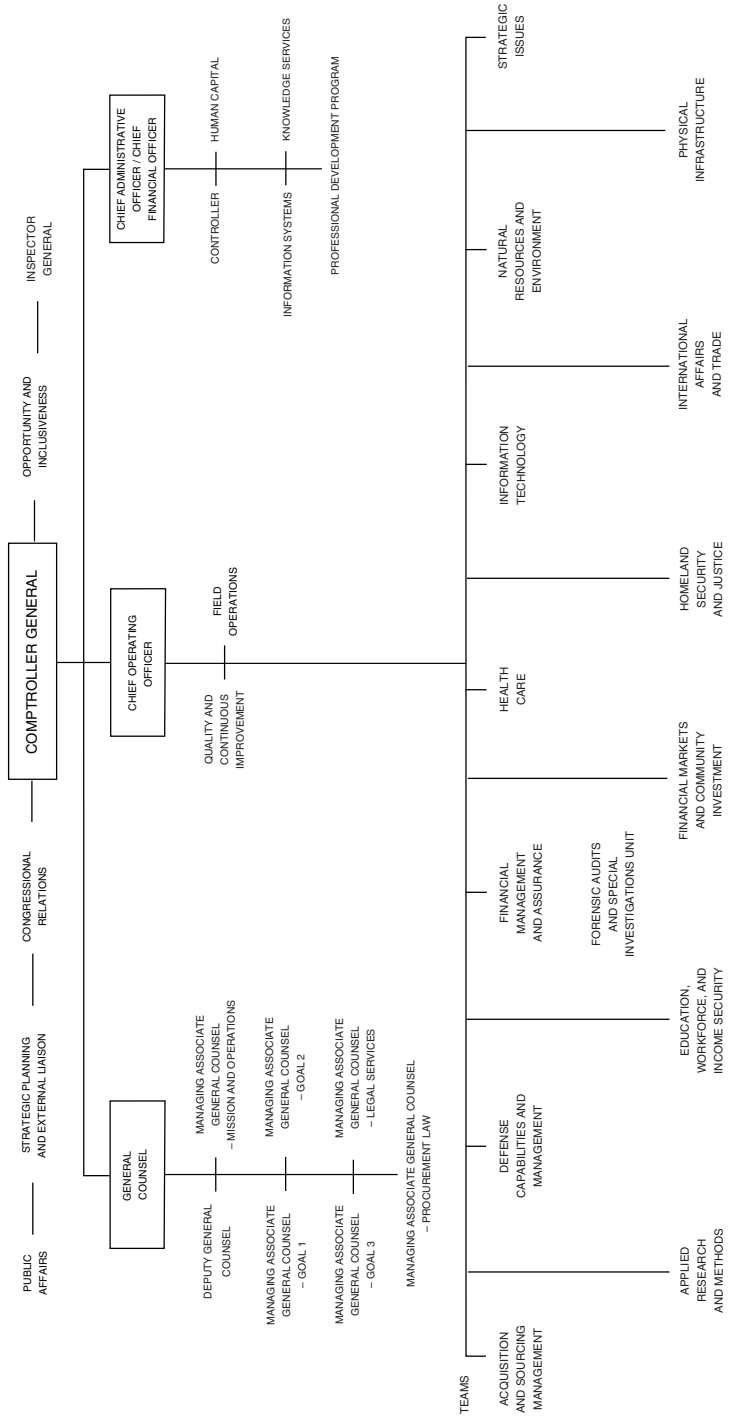 PUBLIC
AFFAIRS
STRATEGIC PLANNING
AND EXTERNAL LIAISON
CONGRESSIONAL
RELATIONS
COMPTROLLER GENERAL
OPPORTUNITY AND
INCLUSIVENESS
INSPECTOR
GENERAL
GENERAL
COUNSEL
DEPUTY GENERAL
COUNSEL
MANAGING ASSOCIATE
GENERAL COUNSEL
– MISSION AND OPERATIONS
MANAGING ASSOCIATE
GENERAL COUNSEL
– GOAL 1
MANAGING ASSOCIATE
GENERAL COUNSEL
– GOAL 2
MANAGING ASSOCIATE
GENERAL COUNSEL
– GOAL 3
MANAGING ASSOCIATE
GENERAL COUNSEL
– LEGAL SERVICES
MANAGING ASSOCIATE GENERAL COUNSEL
– PROCUREMENT LAW
CHIEF OPERATING
OFFICER
QUALITY AND
CONTINUOUS
IMPROVEMENT
FIELD
OPERATIONS
CHIEF ADMINISTRATIVE
OFFICER / CHIEF
FINANCIAL OFFICER
CONTROLLER
HUMAN CAPITAL
INFORMATION SYSTEMS
KNOWLEDGE SERVICES
PROFESSIONAL DEVELOPMENT PROGRAM
TEAMS
ACQUISITION
AND SOURCING
MANAGEMENT
APPLIED
RESEARCH
AND METHODS
DEFENSE
CAPABILITIES AND
MANAGEMENT
EDUCATION,
WORKFORCE, AND
INCOME SECURITY
FINANCIAL
MANAGEMENT
AND ASSURANCE
FORENSIC AUDITS
AND SPECIAL
INVESTIGATIONS UNIT
FINANCIAL MARKETS
AND COMMUNITY
INVESTMENT
HEALTH
CARE
HOMELAND
SECURITY
AND JUSTICE
INFORMATION
TECHNOLOGY
INTERNATIONAL
AFFAIRS
AND TRADE
NATURAL
RESOURCES AND
ENVIRONMENT
PHYSICAL
INFRASTRUCTURE
STRATEGIC
ISSUES